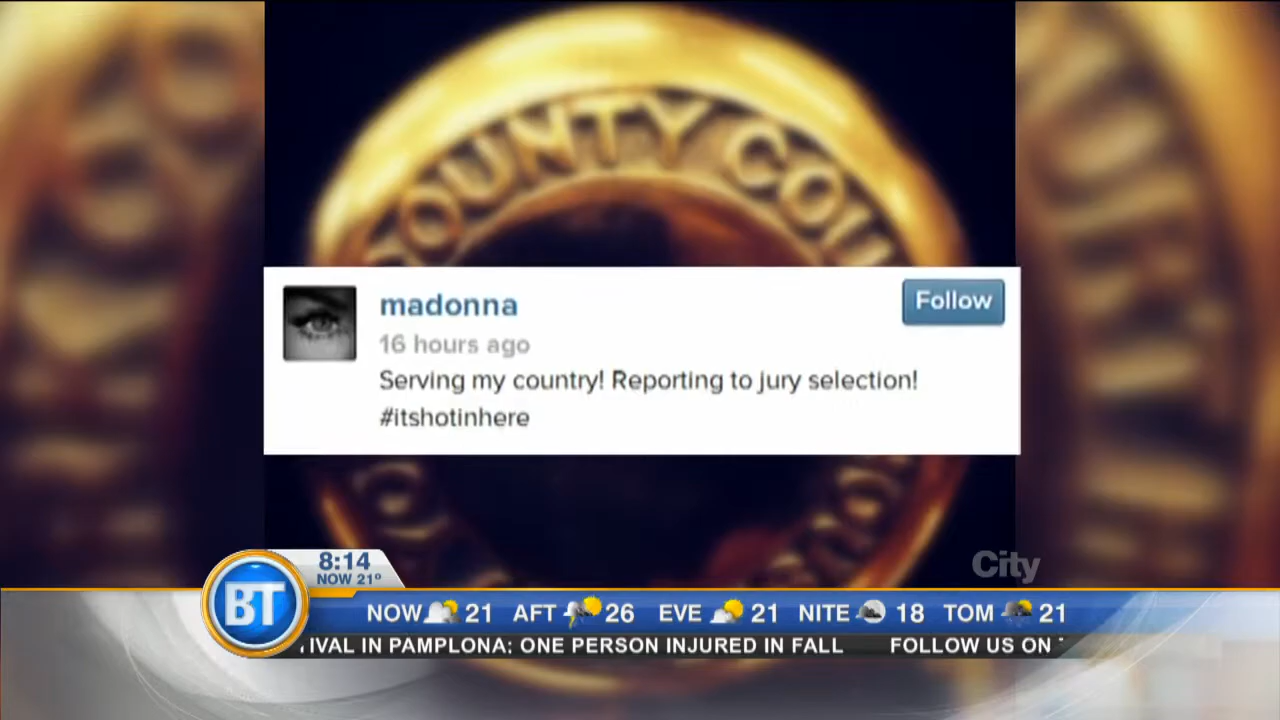 OUNTY COU
madonna
Follow
16 hours ago
Serving my country! Reporting to jury selection!
#itshotinhere
City
8:14
NOW 21°
BT
NOW 21 AFT 26 EVE 21 NITE 18 TOM 21
IVAL IN PAMPLONA: ONE PERSON INJURED IN FALL FOLLOW US ON